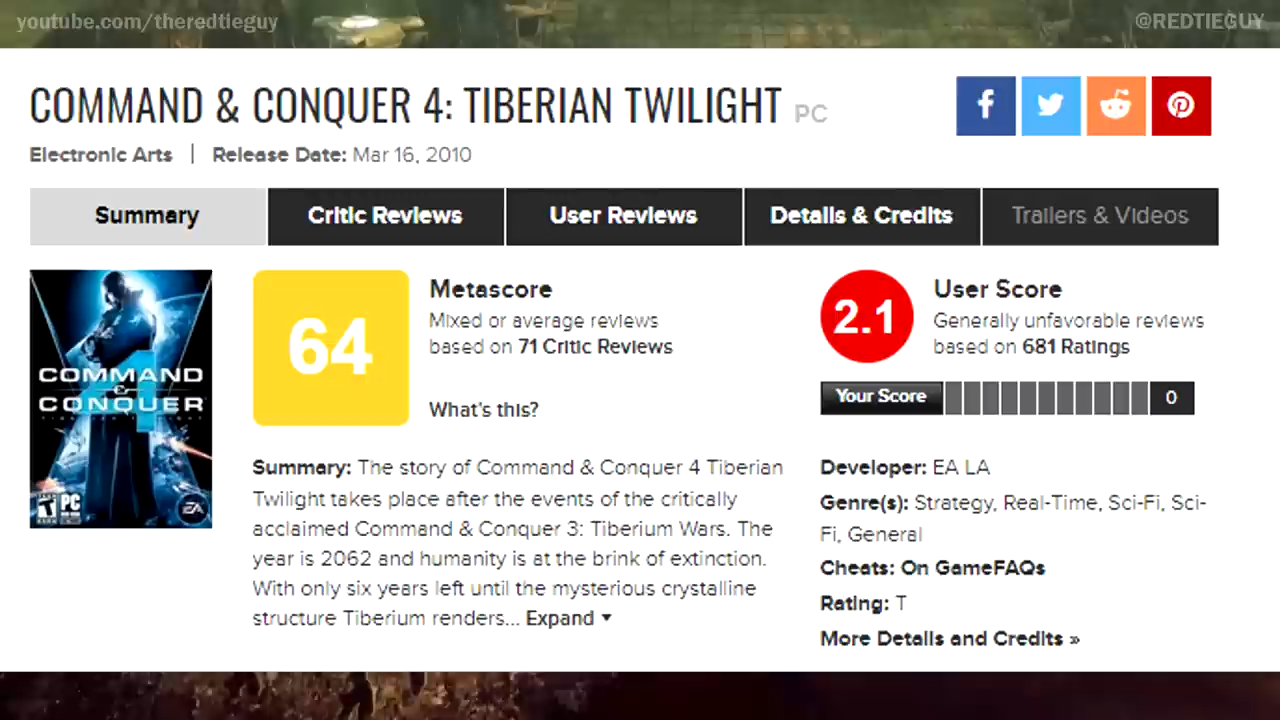 youtube.com/theredtieguy @REDTIEGUY
COMMAND & CONQUER 4: TIBERIAN TWILIGHT PC
Electronic Arts | Release Date: Mar 16, 2010
Summary Critic Reviews User Reviews Details & Credits Trailers & Videos
64
Metascore
Mixed or average reviews
based on 71 Critic Reviews
What's this?
2.1
User Score
Generally unfavorable reviews
based on 681 Ratings
Your Score 0
COMMAND
&
CONQUER
4
T
PC
EA
Summary: The story of Command & Conquer 4 Tiberian
Twilight takes place after the events of the critically
acclaimed Command & Conquer 3: Tiberium Wars. The
year is 2062 and humanity is at the brink of extinction.
With only six years left until the mysterious crystalline
structure Tiberium renders... Expand
Developer: EA LA
Genre(s): Strategy, Real-Time, Sci-Fi, Sci-
Fi, General
Cheats: On GameFAQs
Rating: T
More Details and Credits »